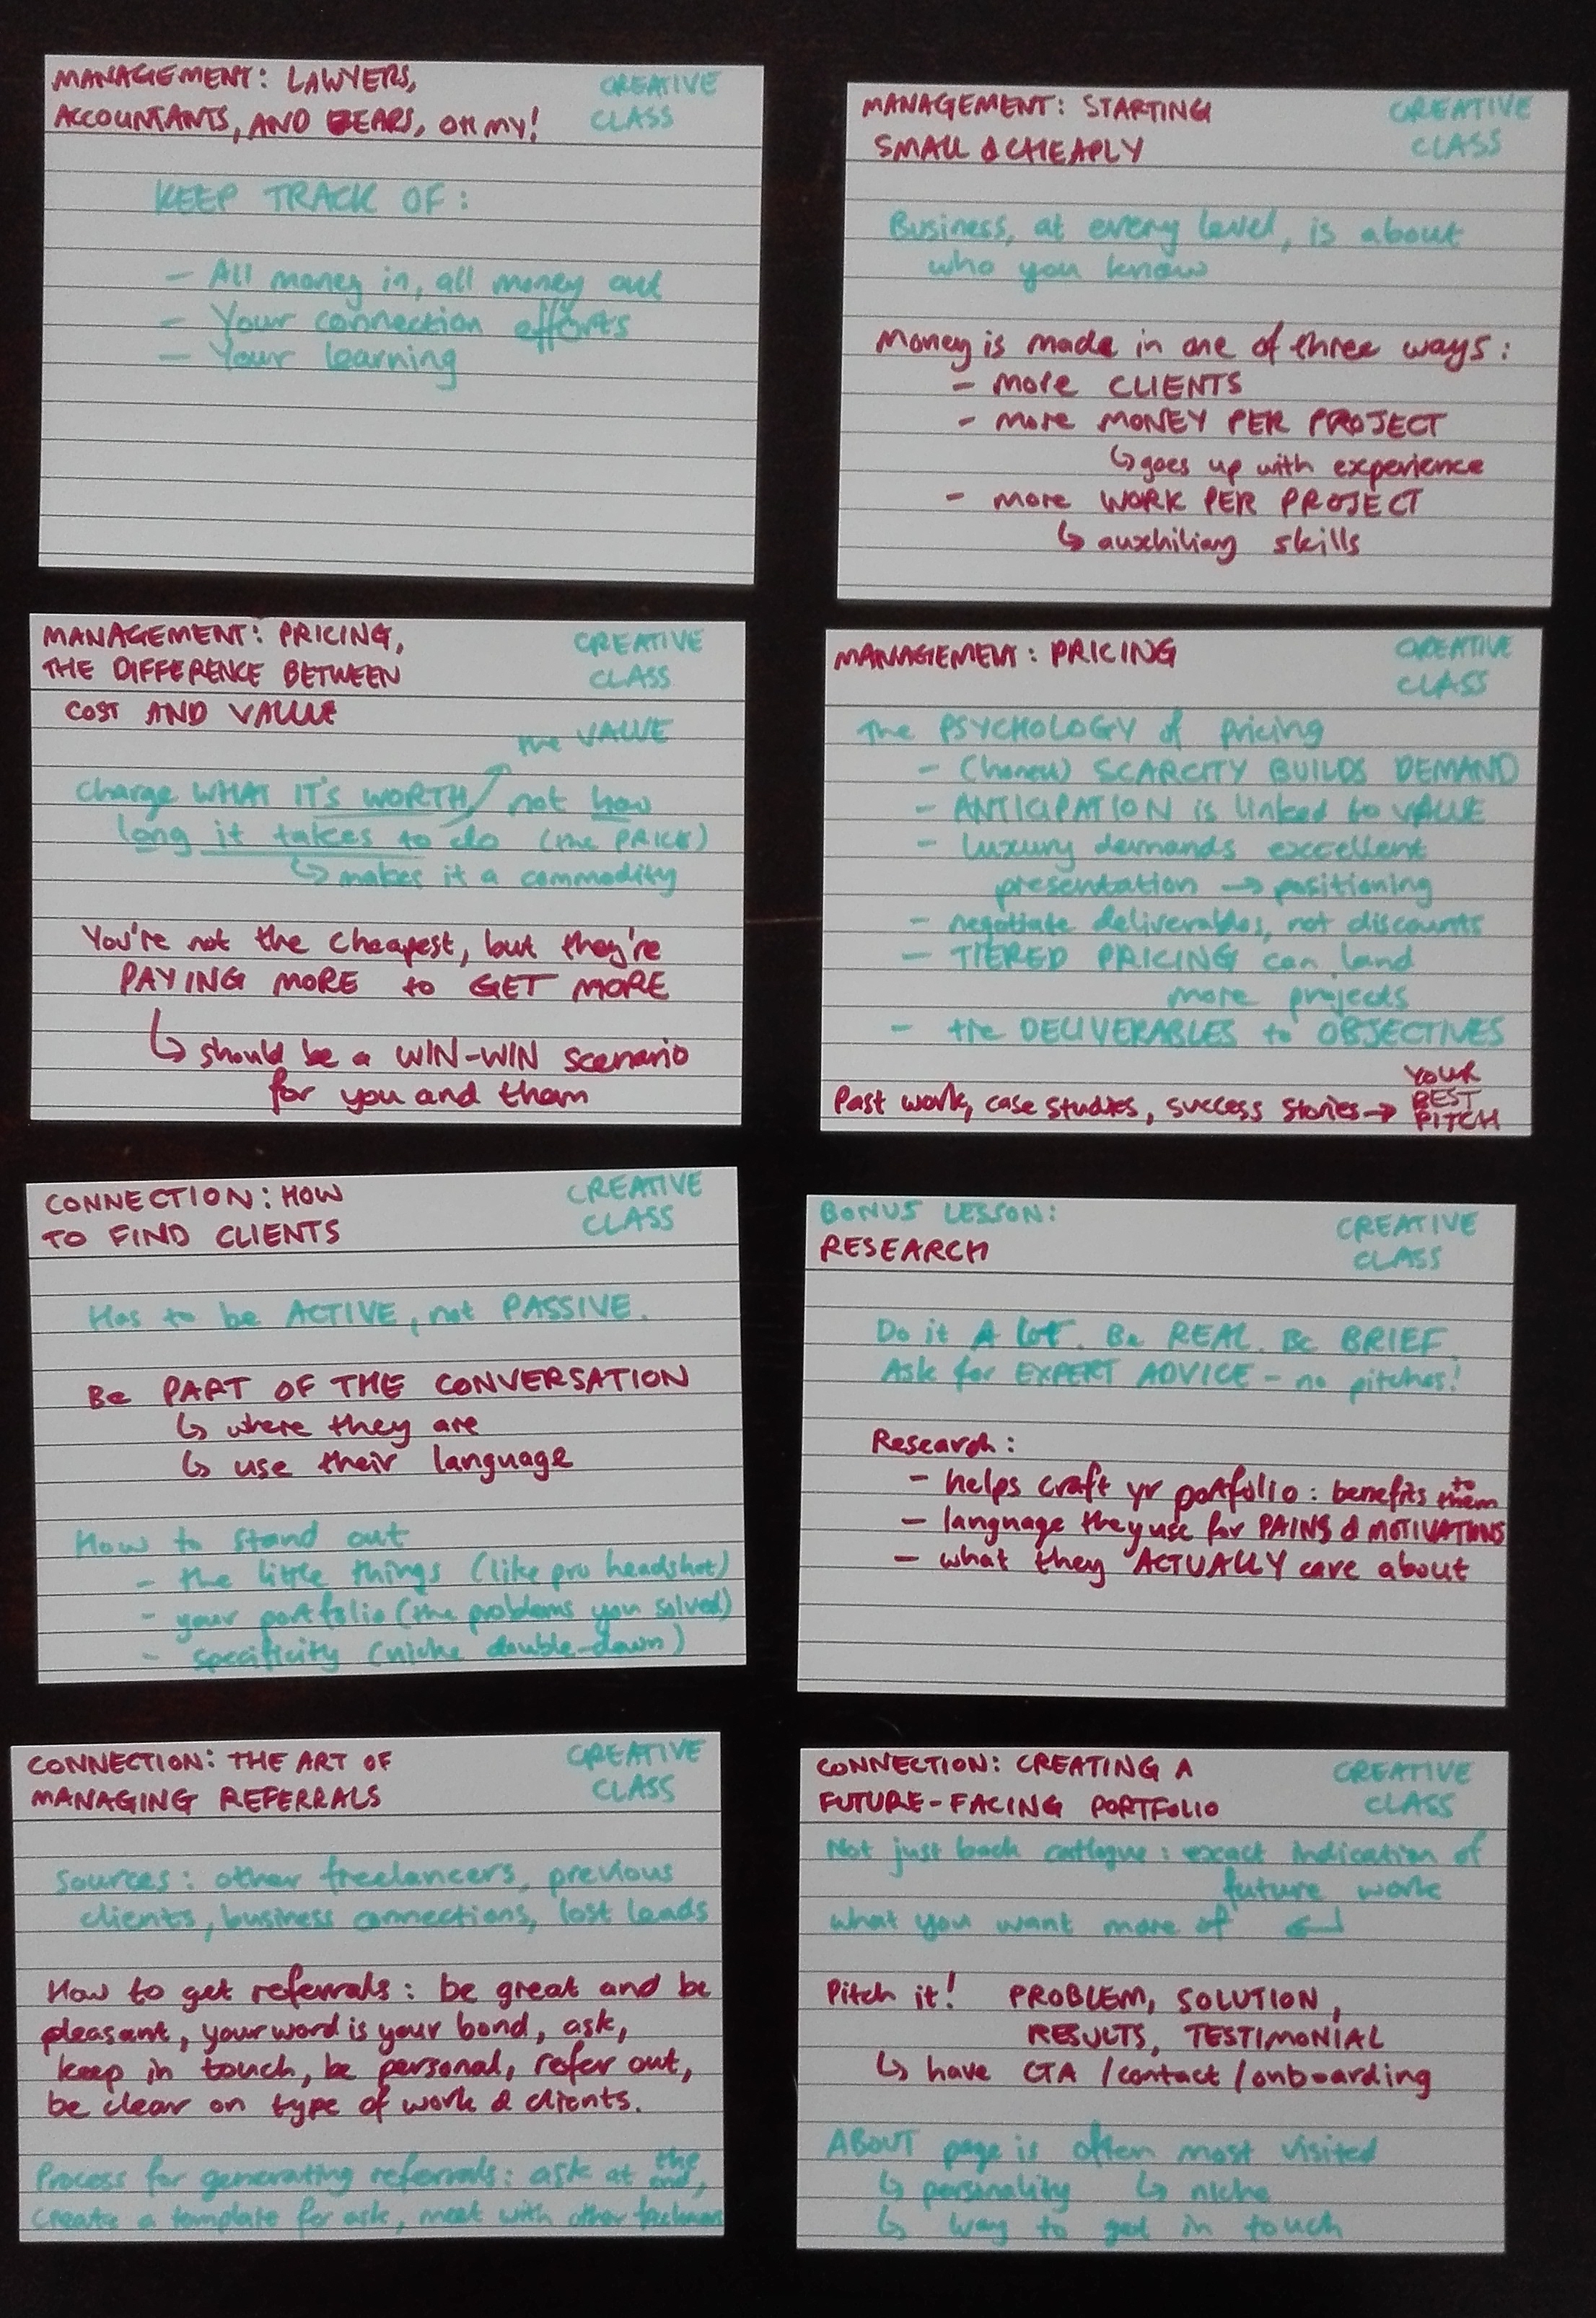 MANAGEMENT: LAWYERS,
ACCOUNTANTS, AND BEARS, OH MY!
CREATIVE
CLASS
KEEP TRACK OF:
- All money in, all money out
- Your connection efforts
- Your learning
MANAGEMENT: STARTING
SMALL & CHEAPLY
CREATIVE
CLASS
Business, at every level, is about
who you know
Money is made in one of three ways:
- more CLIENTS
- more MONEY PER PROJECT
↳ goes up with experience
- more WORK PER PROJECT
↳ auxhiliary skills
MANAGEMENT: PRICING,
THE DIFFERENCE BETWEEN
COST AND VALUE
CREATIVE
CLASS
the VALUE
Charge WHAT IT'S WORTH not how
long it takes to do (the PRICE)
↳ makes it a commodity
You're not the cheapest, but they're
PAYING MORE to GET MORE
↳ should be a WIN-WIN scenario
for you and them
MANAGEMENT: PRICING
CREATIVE
CLASS
The PSYCHOLOGY of pricing
- (honest) SCARCITY BUILDS DEMAND
- ANTICIPATION is linked to VALUE
- luxury demands excellent
presentation → positioning
- negotiate deliverables, not discounts
- TIERED PRICING can land
more projects
- tie DELIVERABLES to OBJECTIVES
Past work, case studies, success stories → YOUR
BEST
PITCH
CONNECTION: HOW
TO FIND CLIENTS
CREATIVE
CLASS
Has to be ACTIVE, not PASSIVE.
Be PART OF THE CONVERSATION
↳ where they are
↳ use their language
How to stand out
- the little things (like pro headshot)
- your portfolio (the problems you solved)
- specificity (niche double-down)
BONUS LESSON:
RESEARCH
CREATIVE
CLASS
Do it A LOT. Be REAL. Be BRIEF.
Ask for EXPERT ADVICE - no pitches!
Research:
- helps craft yr portfolio: benefits to them
- language they use for PAINS & MOTIVATIONS
- what they ACTUALLY care about
CONNECTION: THE ART OF
MANAGING REFERRALS
CREATIVE
CLASS
Sources: other freelancers, previous
clients, business connections, lost leads
How to get referrals: be great and be
pleasant, your word is your bond, ask,
keep in touch, be personal, refer out,
be clear on type of work & clients.
Process for generating referrals: ask at the end,
create a template for ask, meet with other
CONNECTION: CREATING A
FUTURE-FACING PORTFOLIO
CREATIVE
CLASS
Not just back catlogue: exact indication of
future work
what you want more of ↵
Pitch it! PROBLEM, SOLUTION,
RESULTS, TESTIMONIAL
↳ have CTA / contact / onboarding
ABOUT page is often most visited
↳ personality ↳ niche
↳ way to get in touch